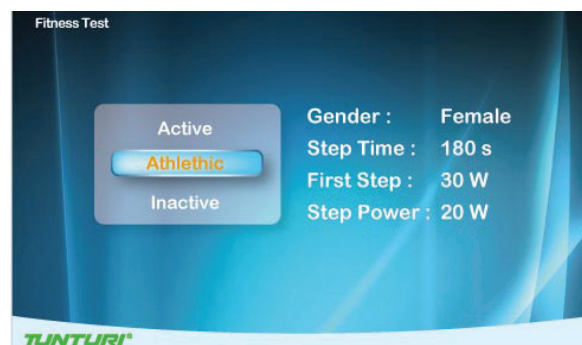 Fitness Test
Active
Athlethic
Inactive
Gender : Female
Step Time : 180 s
First Step : 30 W
Step Power : 20 W
TUNTURI®